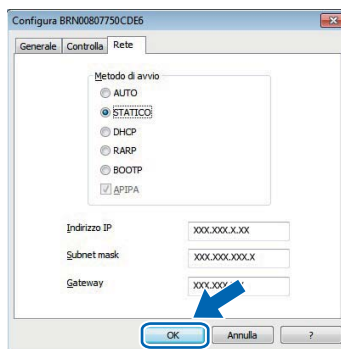 Configura BRN00807750CDE6
Generale Controlla Rete
Metodo di avvio
AUTO
STATICO
DHCP
RARP
BOOTP
APIPA
Indirizzo IP XXX.XXX.X.XX
Subnet mask XXX.XXX.XXX.X
Gateway
OK Annulla ?